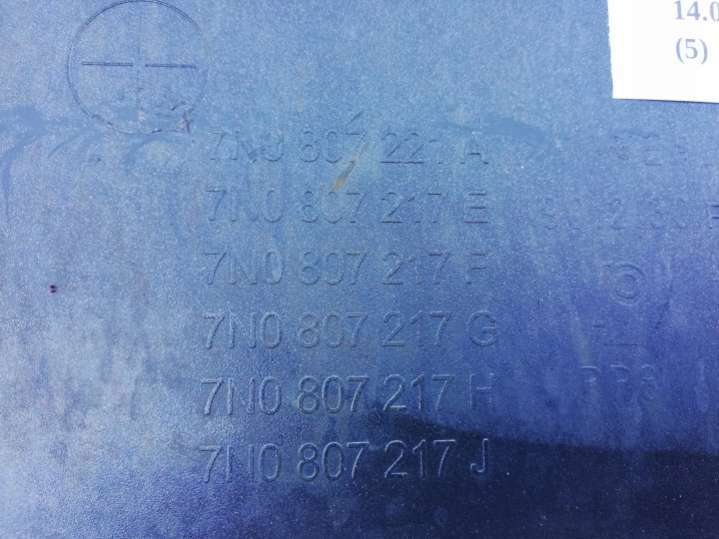 14.0
(5)
7N0 807 221 A
7N0 807 217 E
7N0 807 217 F
7N0 807 217 G
7N0 807 217 H
7N0 807 217 J